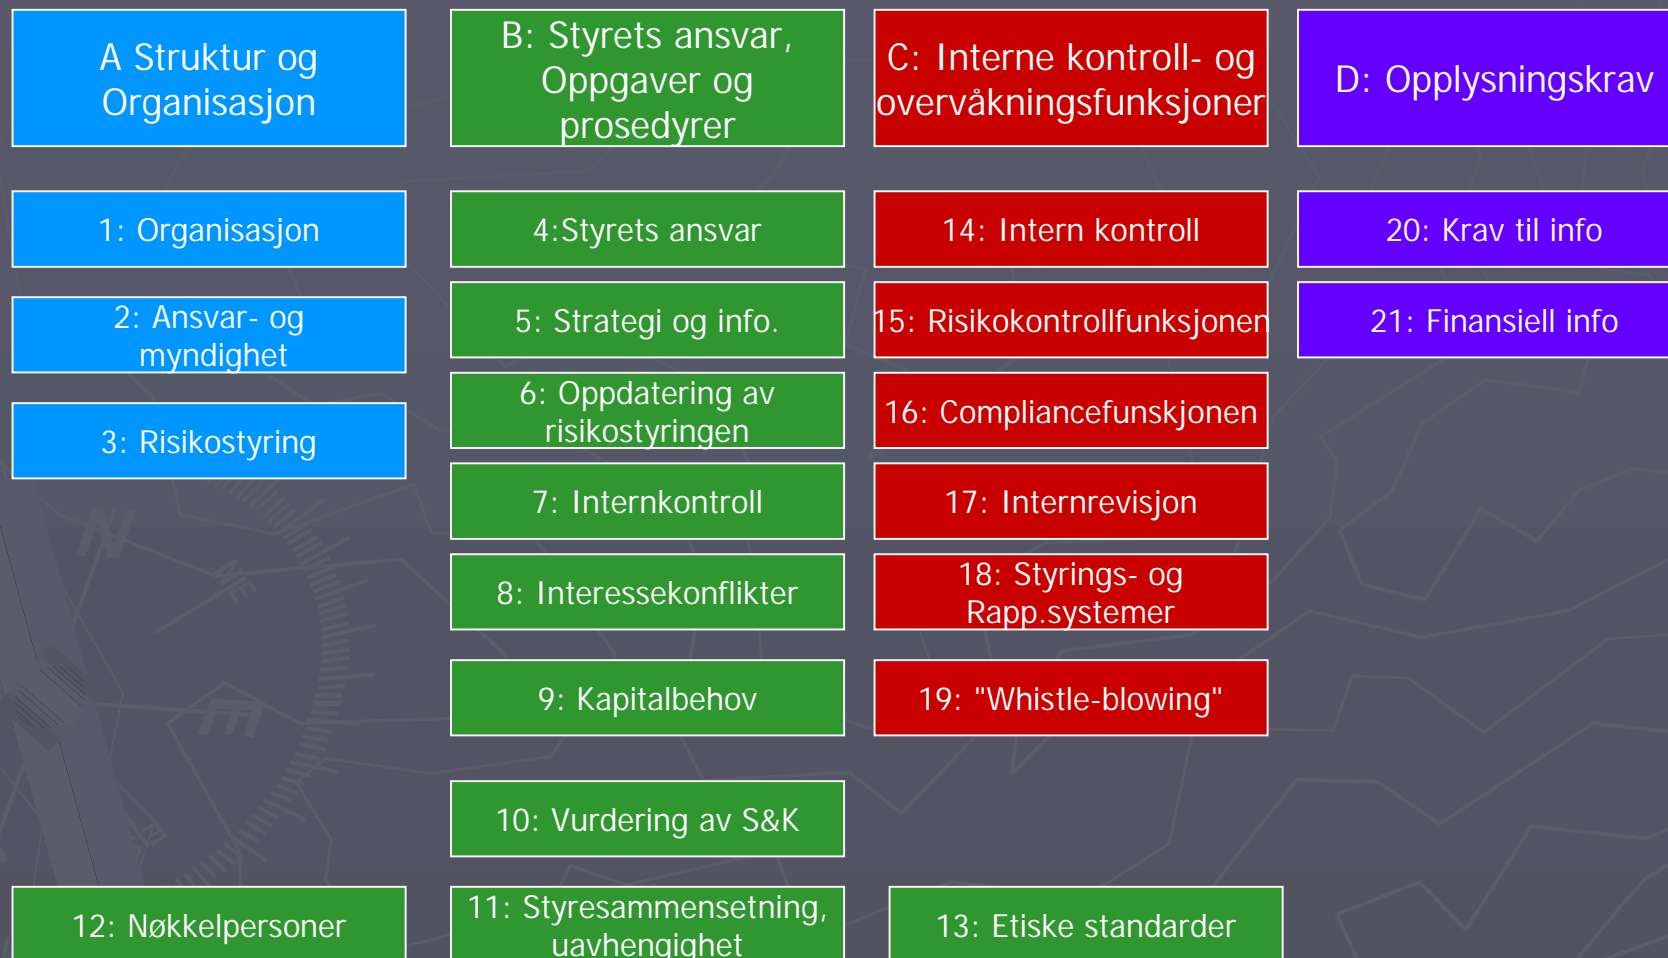 A Struktur og
Organisasjon
B: Styrets ansvar,
Oppgaver og
prosedyrer
C: Interne kontroll- og
overvåkningsfunksjoner
D: Opplysningskrav
1: Organisasjon
2: Ansvar- og
myndighet
3: Risikostyring
4:Styrets ansvar
5: Strategi og info.
6: Oppdatering av
risikostyringen
7: Internkontroll
8: Interessekonflikter
9: Kapitalbehov
10: Vurdering av S&K
12: Nøkkelpersoner
11: Styresammensetning,
uavhengighet
13: Etiske standarder
14: Intern kontroll
15: Risikokontrollfunksjonen
16: Compliancefunskjonen
17: Internrevisjon
18: Styrings- og
Rapp.systemer
19: "Whistle-blowing"
20: Krav til info
21: Finansiell info
N
NE
E